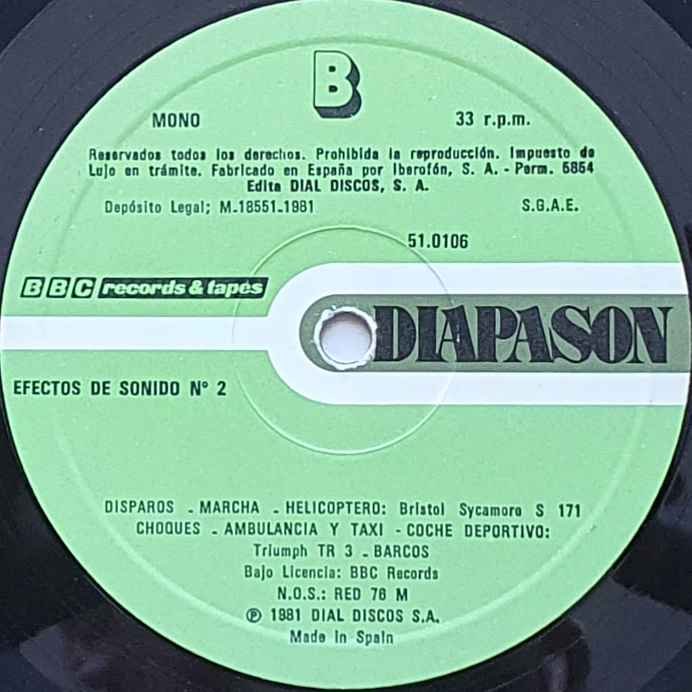 B
MONO 33 r.p.m.
Reservados todos los derechos. Prohibida la reproducción. Impuesto de
Lujo en trámite. Fabricado en España por Iberofón, S. A. - Perm. 5854
Edita DIAL DISCOS, S. A.
Depósito Legal; M-18551-1981 S.G.A.E.
51.0106
BBC records & tapes
DIAPASON
EFECTOS DE SONIDO Nº 2
DISPAROS - MARCHA - HELICOPTERO: Bristol Sycamore S 171
CHOQUES - AMBULANCIA Y TAXI - COCHE DEPORTIVO:
Triumph TR 3 - BARCOS
Bajo Licencia: BBC Records
N.O.S.: RED 76 M
℗ 1981 DIAL DISCOS S.A.
Made in Spain